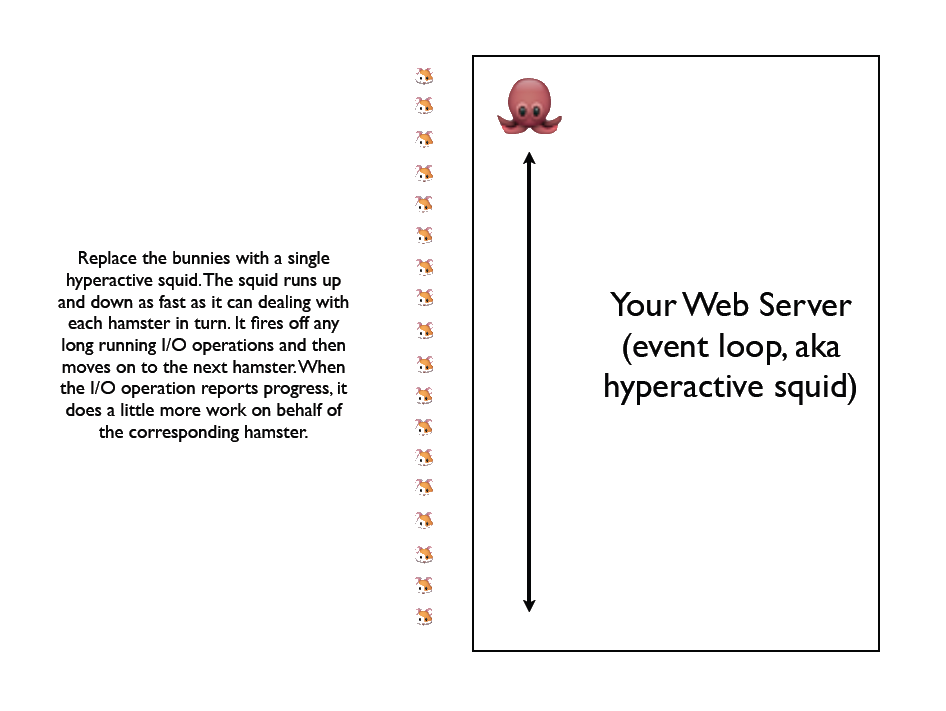 Replace the bunnies with a single
hyperactive squid. The squid runs up
and down as fast as it can dealing with
each hamster in turn. It fires off any
long running I/O operations and then
moves on to the next hamster. When
the I/O operation reports progress, it
does a little more work on behalf of
the corresponding hamster.
Your Web Server
(event loop, aka
hyperactive squid)